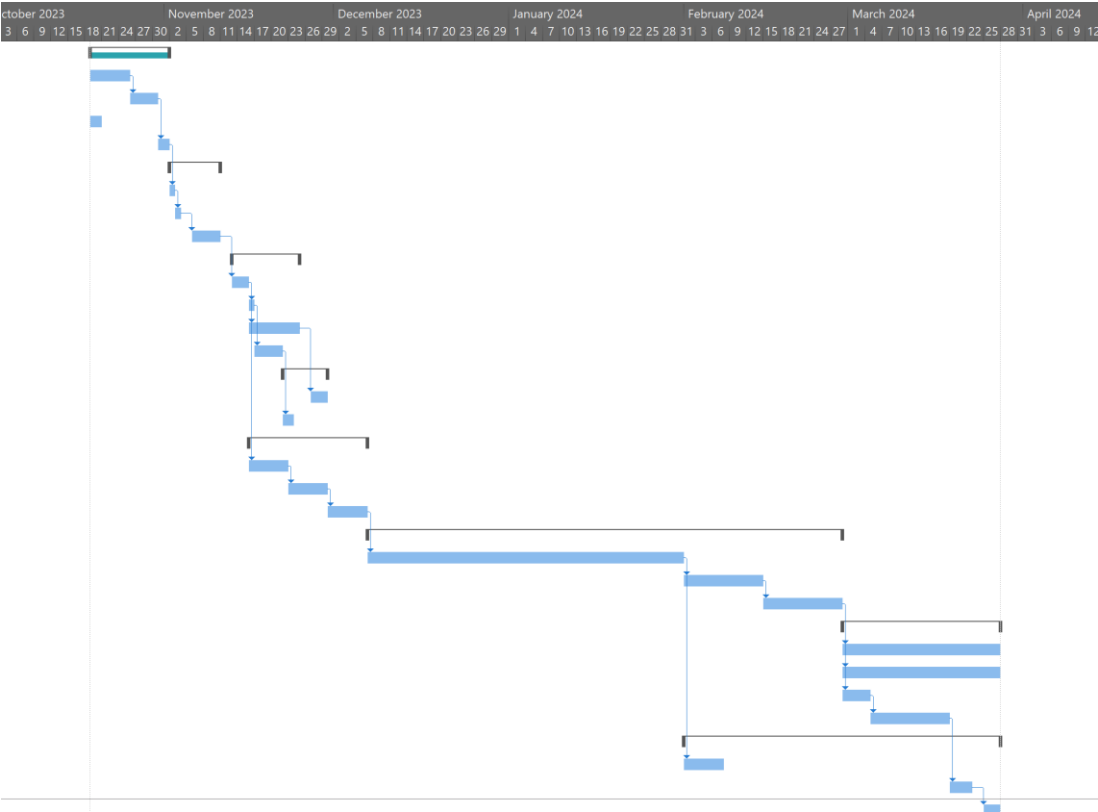 ctober 2023 November 2023 December 2023 January 2024 February 2024 March 2024 April 2024
3 6 9 12 15 18 21 24 27 30 2 5 8 11 14 17 20 23 26 29 2 5 8 11 14 17 20 23 26 29 1 4 7 10 13 16 19 22 25 28 31 3 6 9 12 15 18 21 24 27 1 4 7 10 13 16 19 22 25 28 31 3 6 9 12